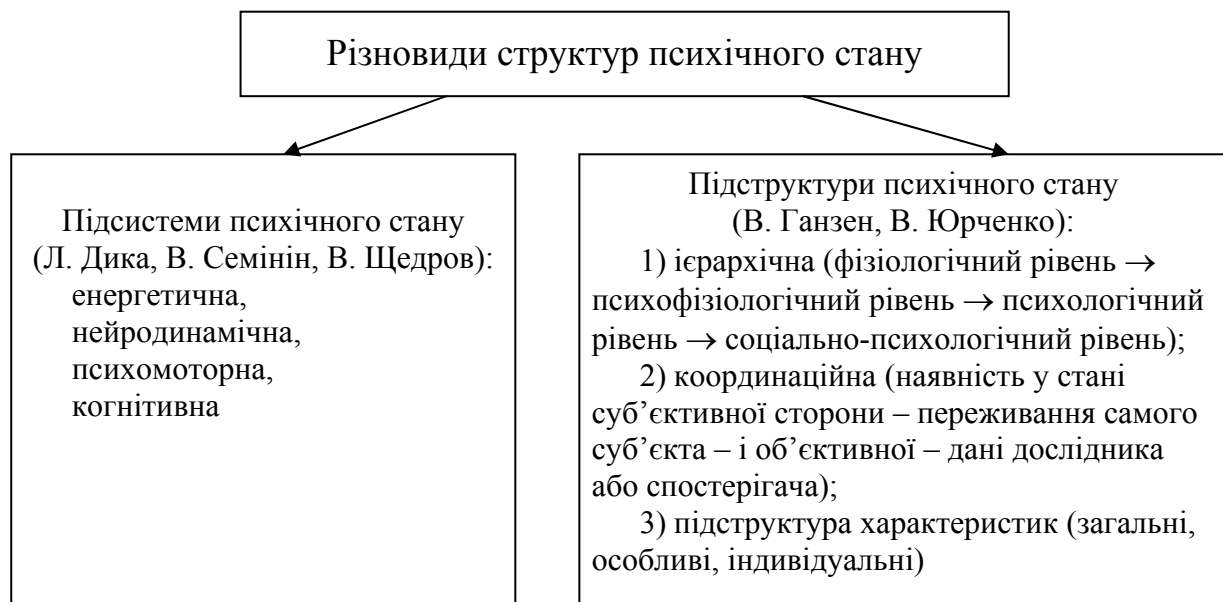 Різновиди структур психічного стану
Підсистеми психічного стану
(Л. Дика, В. Семінін, В. Щедров):
енергетична,
нейродинамічна,
психомоторна,
когнітивна
Підструктури психічного стану
(В. Ганзен, В. Юрченко):
1) ієрархічна (фізіологічний рівень →
психофізіологічний рівень → психологічний
рівень → соціально-психологічний рівень);
2) координаційна (наявність у стані
суб’єктивної сторони – переживання самого
суб’єкта – і об’єктивної – дані дослідника
або спостерігача);
3) підструктура характеристик (загальні,
особливі, індивідуальні)